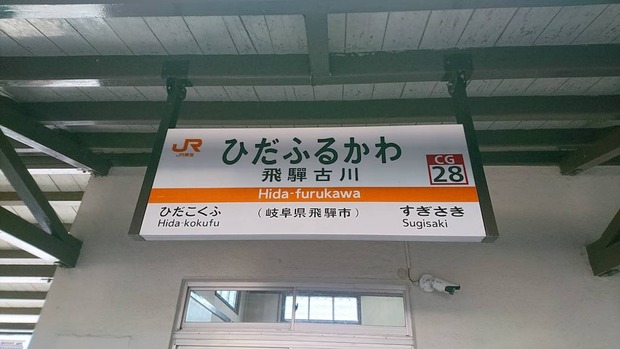 JR
JR東海
ひだふるかわ
飛騨古川
CG
28
Hida-furukawa
ひだこくふ
Hida-kokufu
（岐阜県飛騨市）
すぎさき
Sugisaki